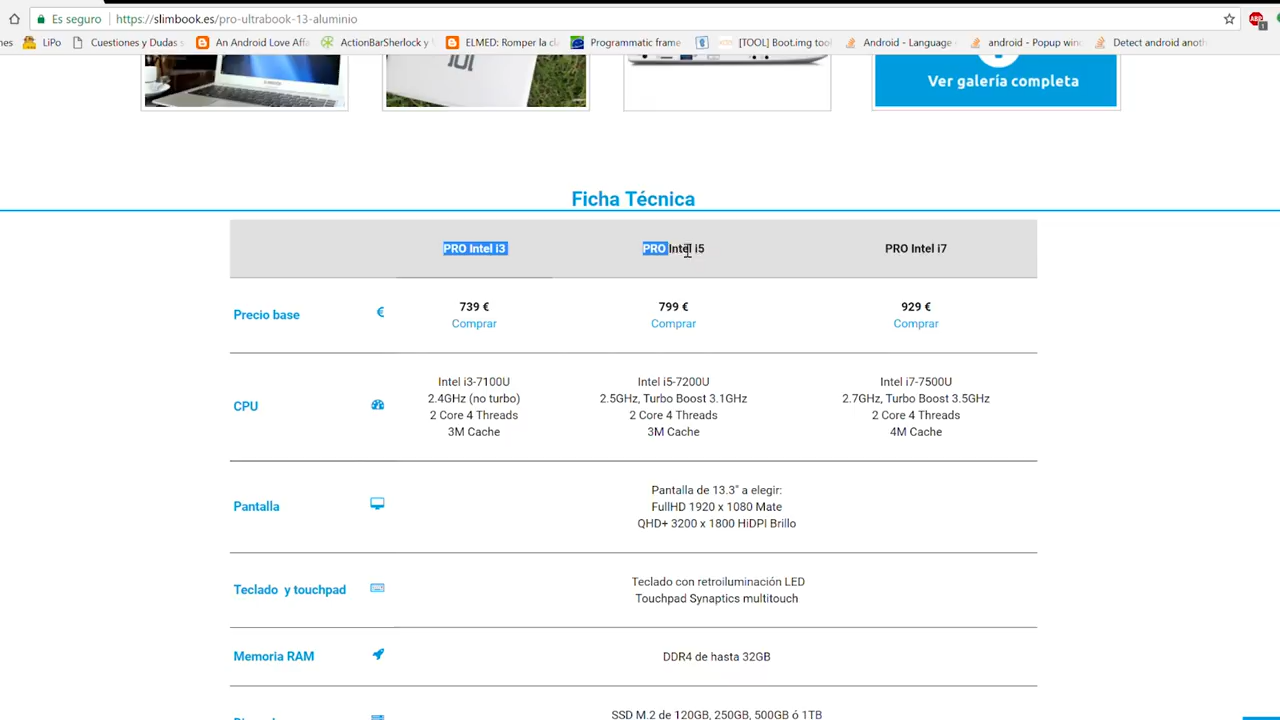 Es seguro
https://slimbook.es/pro-ultrabook-13-aluminio
ABP
1
nes
LiPo
Cuestiones y Dudas
An Android Love Affa
ActionBarSherlock y
ELMED: Romper la cl
Programmatic frame
[TOOL] Boot.img tool
Android - Language
android - Popup wind
Detect android anoth
Ver galería completa
Ficha Técnica
PRO Intel i3
PRO Intel i5
PRO Intel i7
Precio base
€
739 €
799 €
929 €
Comprar
Comprar
Comprar
CPU
Intel i3-7100U
2.4GHz (no turbo)
2 Core 4 Threads
3M Cache
Intel i5-7200U
2.5GHz, Turbo Boost 3.1GHz
2 Core 4 Threads
3M Cache
Intel i7-7500U
2.7GHz, Turbo Boost 3.5GHz
2 Core 4 Threads
4M Cache
Pantalla
Pantalla de 13.3" a elegir:
FullHD 1920 x 1080 Mate
QHD+ 3200 x 1800 HiDPI Brillo
Teclado y touchpad
Teclado con retroiluminación LED
Touchpad Synaptics multitouch
Memoria RAM
DDR4 de hasta 32GB
SSD M.2 de 120GB, 250GB, 500GB ó 1TB